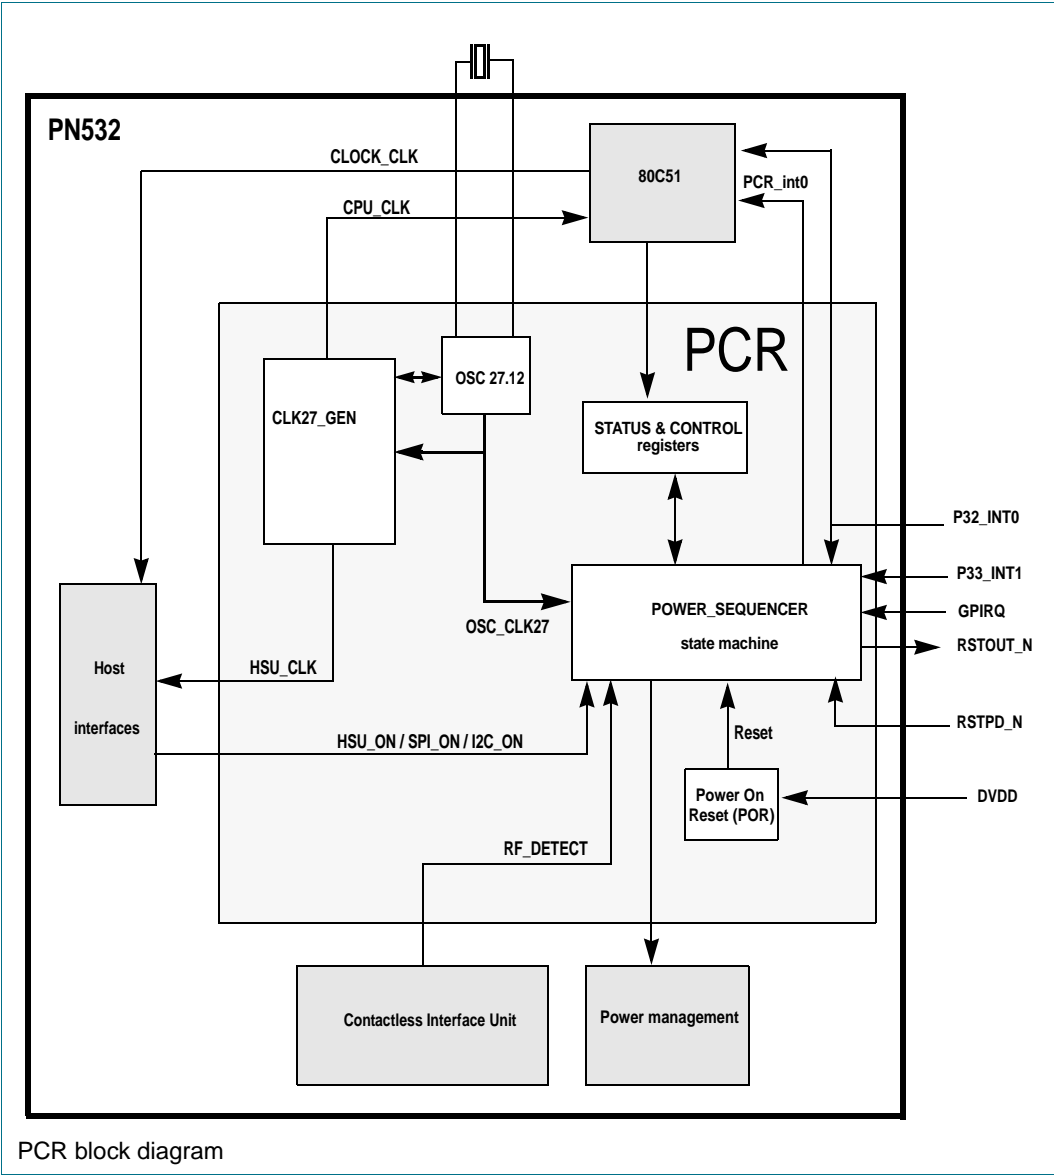 PN532
CLOCK_CLK
80C51
PCR_int0
CPU_CLK
PCR
OSC 27.12
CLK27_GEN
STATUS & CONTROL
registers
P32_INT0
P33_INT1
POWER_SEQUENCER
GPIRQ
OSC_CLK27
state machine
RSTOUT_N
Host
HSU_CLK
interfaces
RSTPD_N
Reset
HSU_ON / SPI_ON / I2C_ON
Power On
Reset (POR)
DVDD
RF_DETECT
Contactless Interface Unit
Power management
PCR block diagram